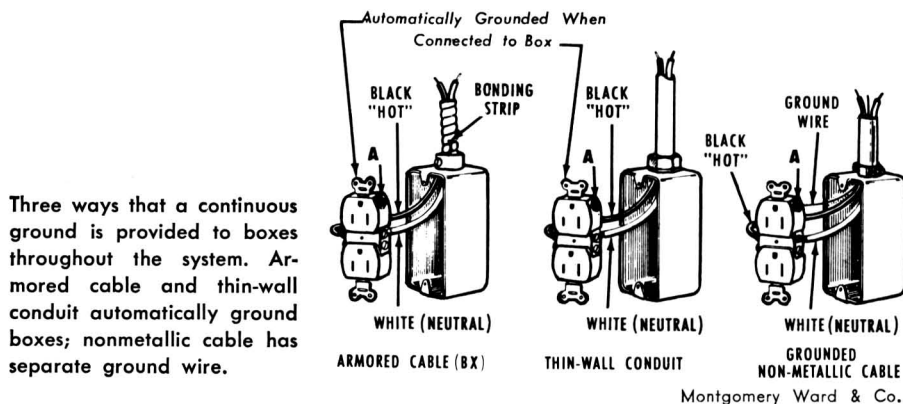 Automatically Grounded When
Connected to Box
BLACK
"HOT"
BONDING
STRIP
A
BLACK
"HOT"
A
GROUND
WIRE
BLACK
"HOT"
A
Three ways that a continuous
ground is provided to boxes
throughout the system. Ar-
mored cable and thin-wall
conduit automatically ground
boxes; nonmetallic cable has
separate ground wire.
WHITE (NEUTRAL)
WHITE (NEUTRAL)
WHITE (NEUTRAL)
ARMORED CABLE (BX)
THIN-WALL CONDUIT
GROUNDED
NON-METALLIC CABLE
Montgomery Ward & Co.